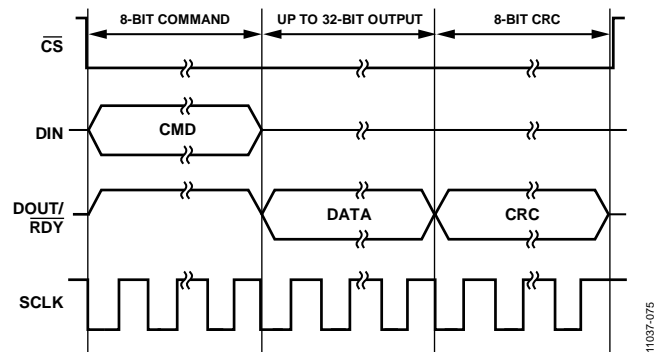 8-BIT COMMAND
UP TO 32-BIT OUTPUT
8-BIT CRC
CS
DIN
CMD
DOUT/
RDY
DATA
CRC
SCLK
11037-075